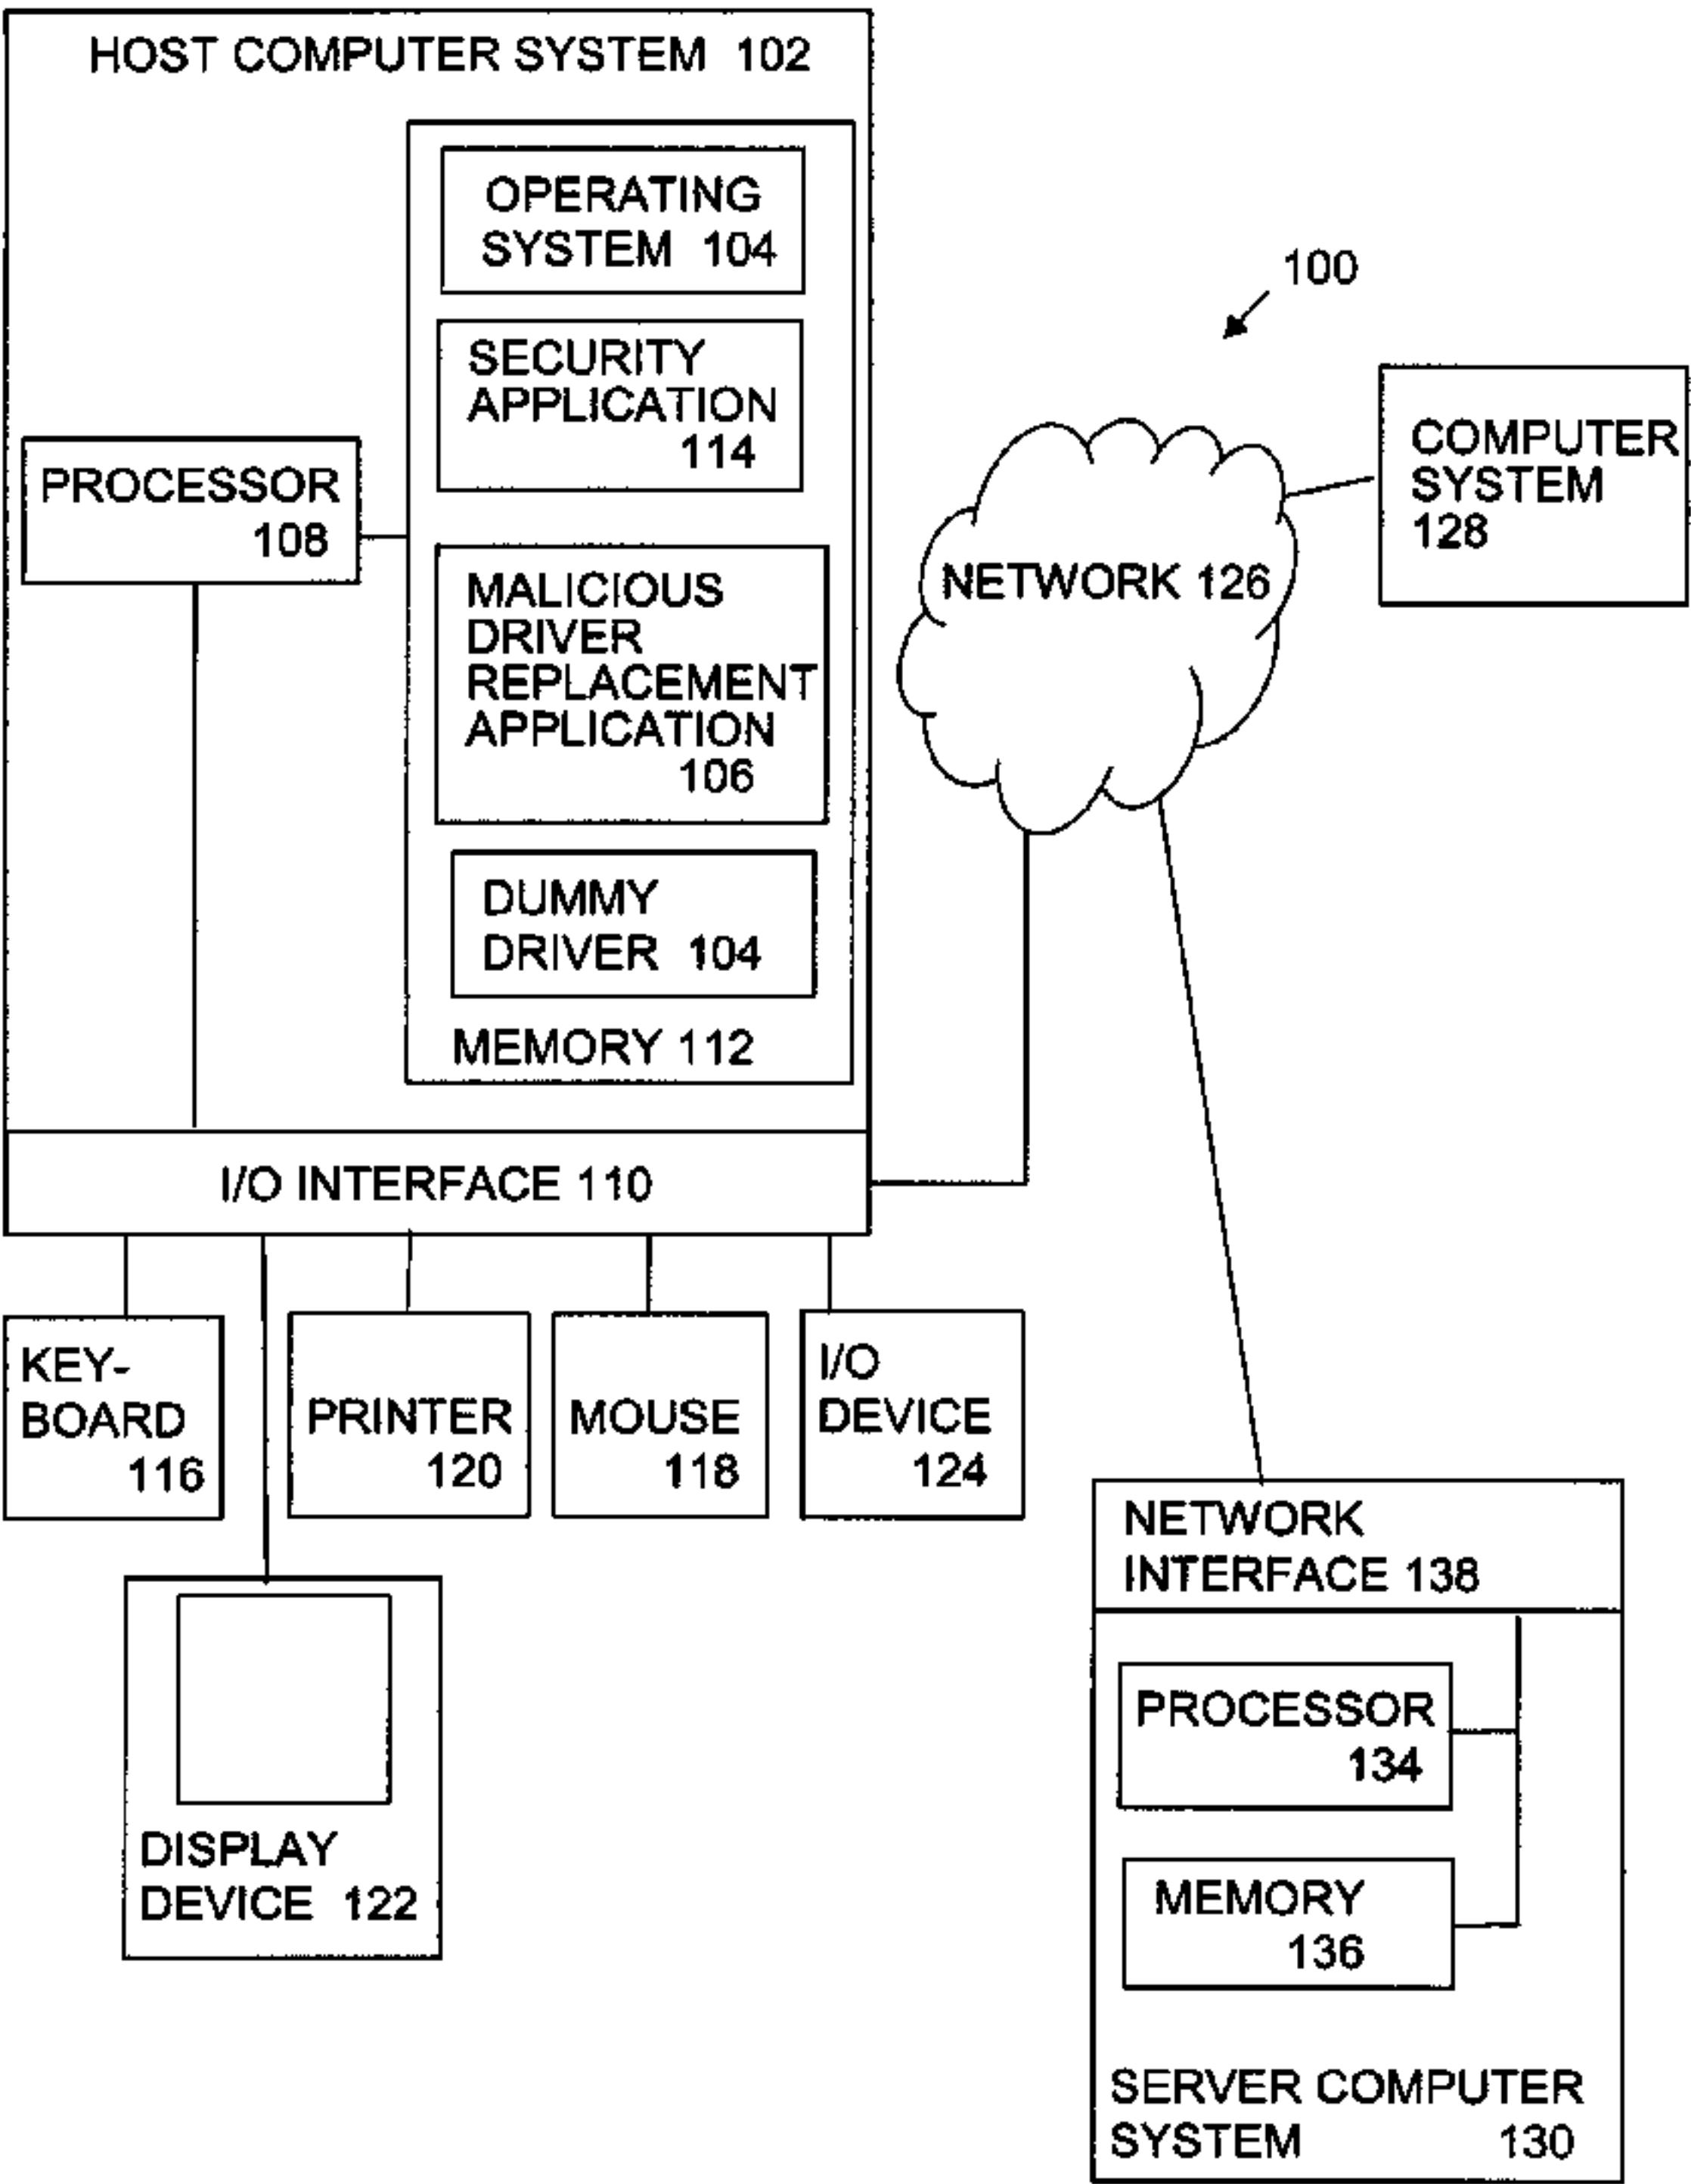 HOST COMPUTER SYSTEM 102
OPERATING
SYSTEM 104
SECURITY
APPLICATION
114
PROCESSOR
108
MALICIOUS
DRIVER
REPLACEMENT
APPLICATION
106
DUMMY
DRIVER 104
MEMORY 112
I/O INTERFACE 110
KEY-
BOARD
116
PRINTER
120
MOUSE
118
I/O
DEVICE
124
DISPLAY
DEVICE 122
100
NETWORK 126
COMPUTER
SYSTEM
128
NETWORK
INTERFACE 138
PROCESSOR
134
MEMORY
136
SERVER COMPUTER
SYSTEM 130